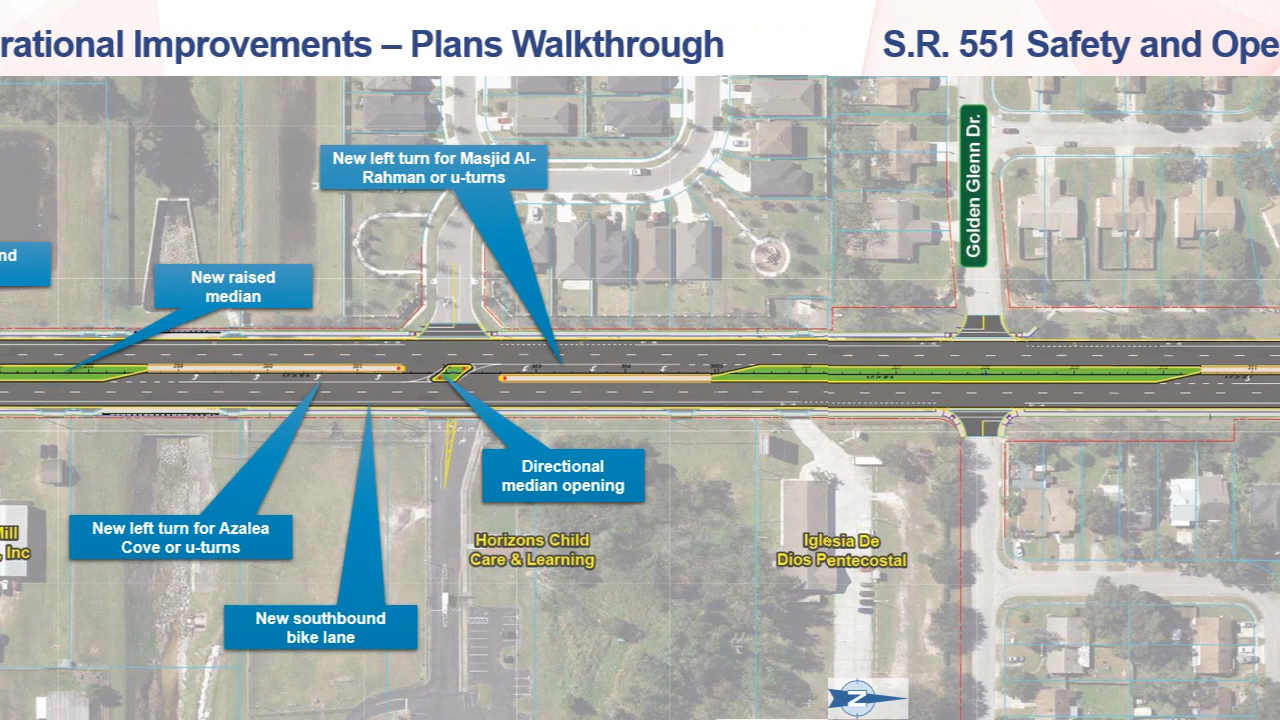 rational Improvements – Plans Walkthrough
S.R. 551 Safety and Ope
Golden Glenn Dr.
New left turn for Masjid Al-
Rahman or u-turns
nd
New raised
median
Directional
median opening
New left turn for Azalea
Cove or u-turns
Mill
, Inc
Horizons Child
Care & Learning
Iglesia De
Dios Pentecostal
New southbound
bike lane
N